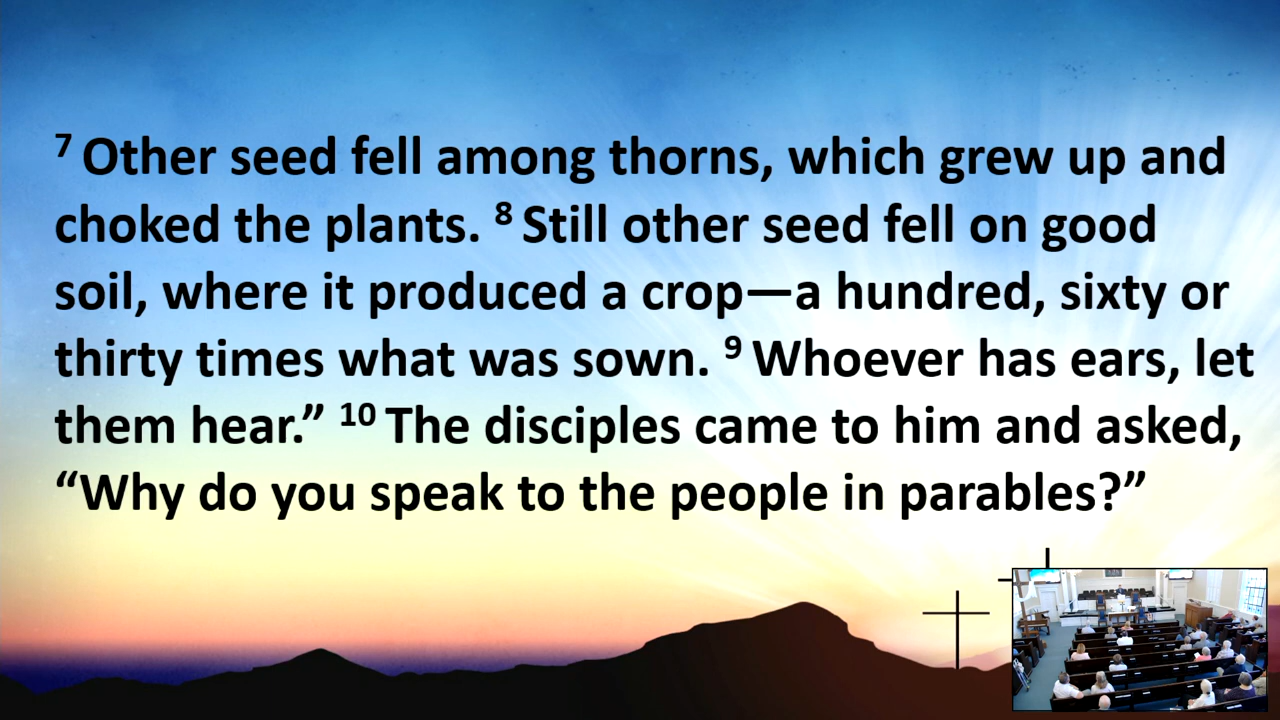 7 Other seed fell among thorns, which grew up and
choked the plants. 8 Still other seed fell on good
soil, where it produced a crop—a hundred, sixty or
thirty times what was sown. 9 Whoever has ears, let
them hear.” 10 The disciples came to him and asked,
“Why do you speak to the people in parables?”